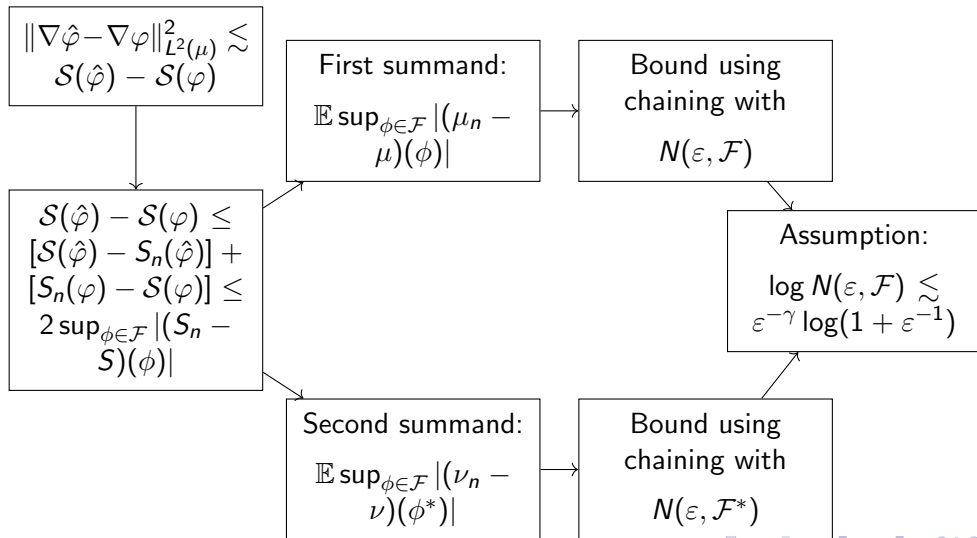 ‖∇φ̂−∇φ‖²_{L²(μ)} ≲
𝒮(φ̂) − 𝒮(φ)
𝒮(φ̂) − 𝒮(φ) ≤
[𝒮(φ̂) − S_n(φ̂)] +
[S_n(φ) − 𝒮(φ)] ≤
2 sup_{ϕ∈ℱ} |(S_n −
S)(ϕ)|
First summand:
𝔼 sup_{ϕ∈ℱ} |(μ_n −
μ)(ϕ)|
Bound using
chaining with
N(ε, ℱ)
Second summand:
𝔼 sup_{ϕ∈ℱ} |(ν_n −
ν)(ϕ*)|
Bound using
chaining with
N(ε, ℱ*)
Assumption:
log N(ε, ℱ) ≲
ε^{−γ} log(1 + ε^{−1})